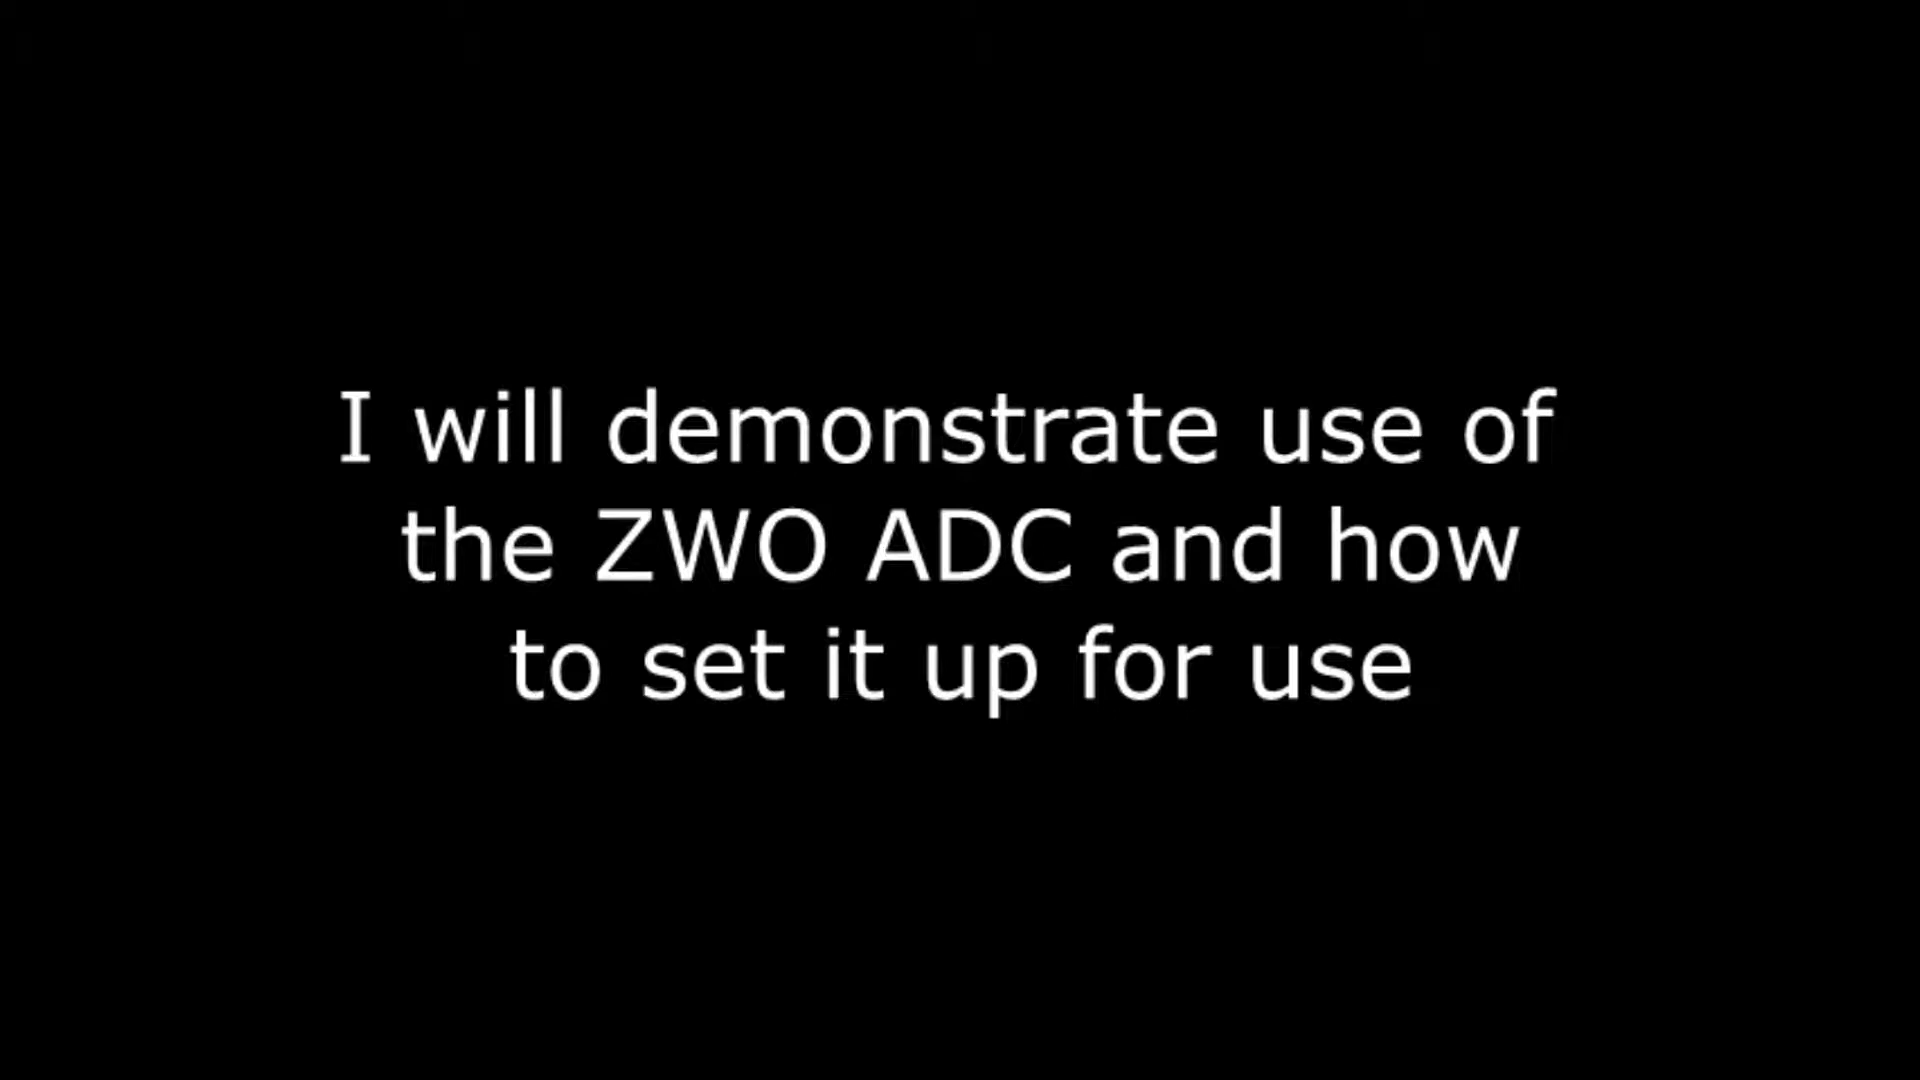 I will demonstrate use of
the ZWO ADC and how
to set it up for use